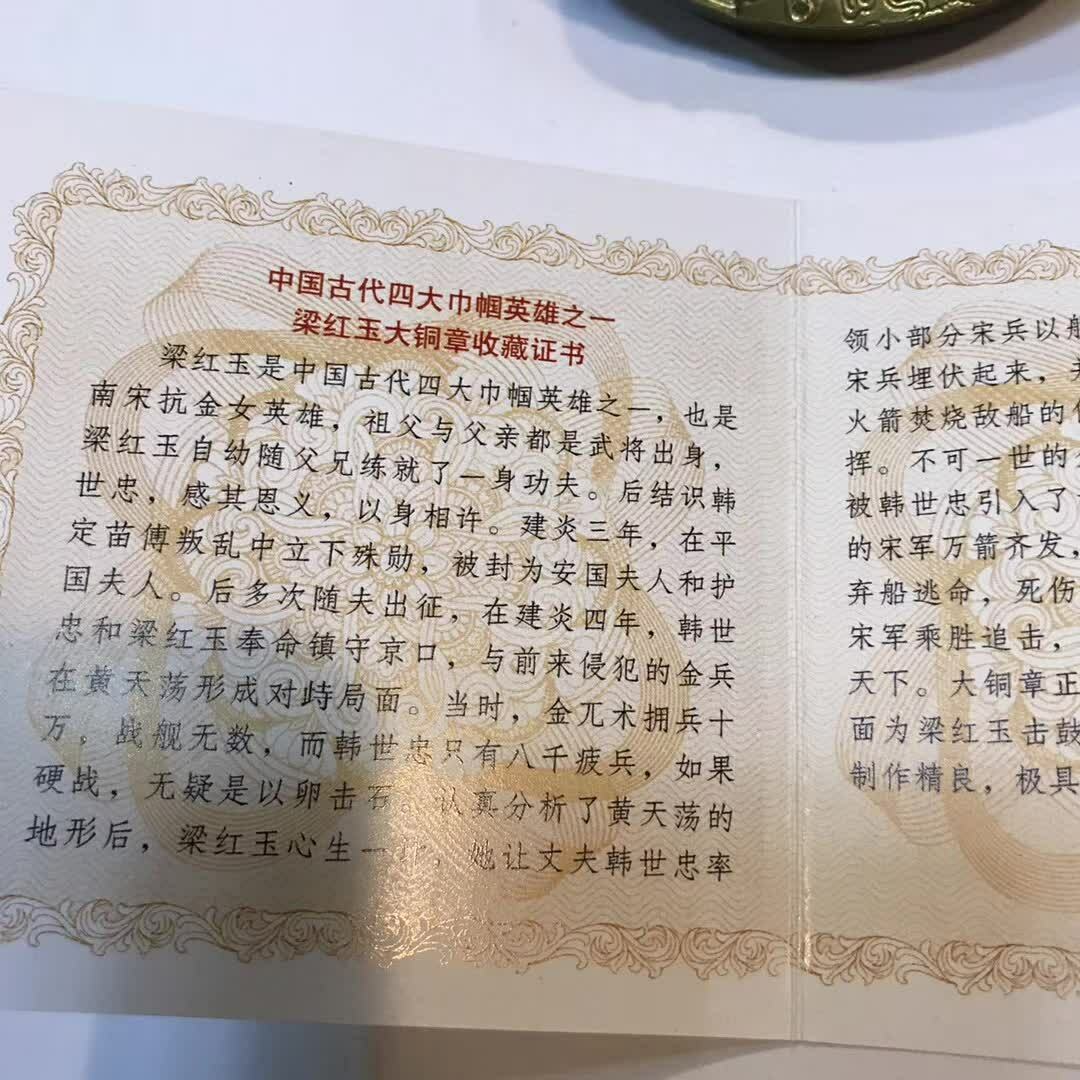 中国古代四大巾帼英雄之一
梁红玉大铜章收藏证书
梁红玉是中国古代四大巾帼英雄之一，也是
南宋抗金女英雄，祖父与父亲都是武将出身，
梁红玉自幼随父兄练就了一身功夫。后结识韩
世忠，感其恩义，以身相许。建炎三年，在平
定苗傅叛乱中立下殊勋，被封为安国夫人和护
国夫人。后多次随夫出征，在建炎四年，韩世
忠和梁红玉奉命镇守京口，与前来侵犯的金兵
在黄天荡形成对峙局面。当时，金兀术拥兵十
万，战舰无数，而韩世忠只有八千疲兵，如果
硬战，无疑是以卵击石 认真分析了黄天荡的
地形后，梁红玉心生一计，她让丈夫韩世忠率
领小部分宋兵以
宋兵埋伏起来，
火箭焚烧敌船的
挥。不可一世的
被韩世忠引入了
的宋军万箭齐发，
弃船逃命，死伤
宋军乘胜追击，
天下。大铜章正
面为梁红玉击鼓
制作精良，极具